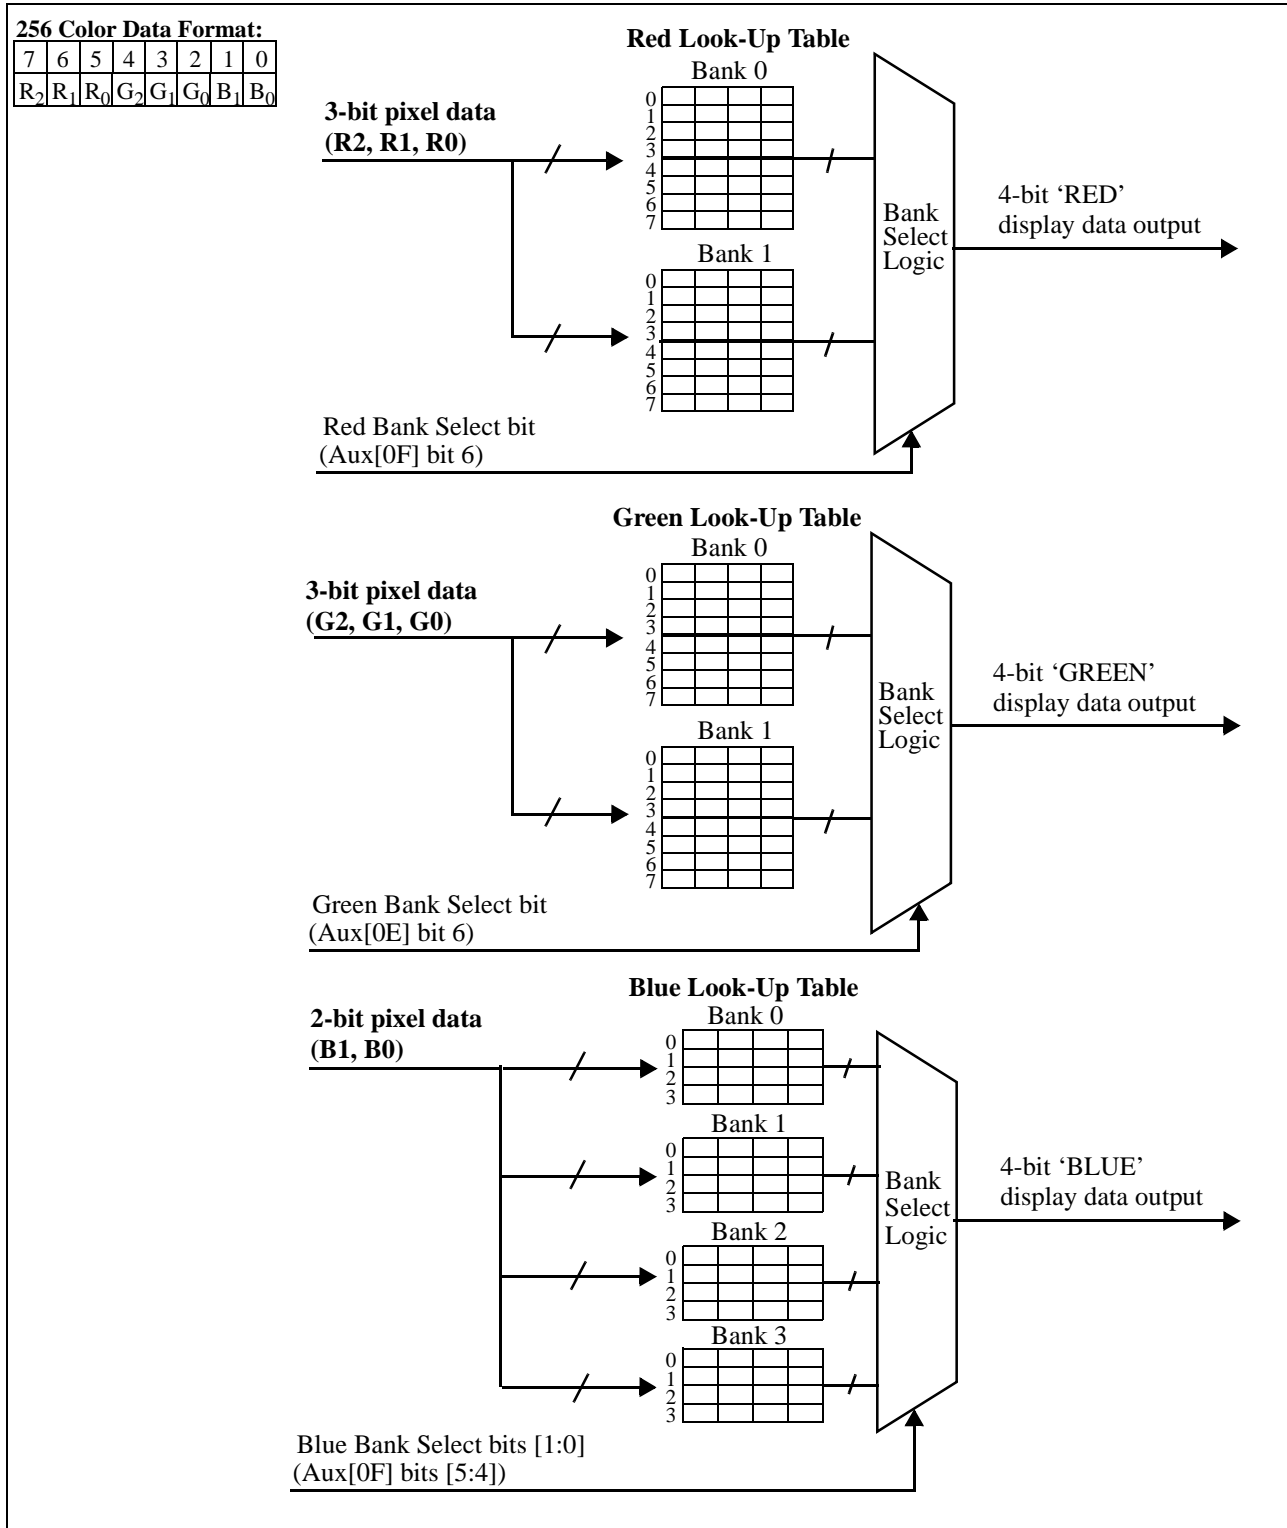 256 Color Data Format:
7 6 5 4 3 2 1 0
R2 R1 R0 G2 G1 G0 B1 B0
Red Look-Up Table
Bank 0
3-bit pixel data
(R2, R1, R0)
0
1
2
3
4
5
6
7
Bank 1
0
1
2
3
4
5
6
7
Bank
Select
Logic
4-bit ‘RED’
display data output
Red Bank Select bit
(Aux[0F] bit 6)
Green Look-Up Table
Bank 0
3-bit pixel data
(G2, G1, G0)
0
1
2
3
4
5
6
7
Bank 1
0
1
2
3
4
5
6
7
Bank
Select
Logic
4-bit ‘GREEN’
display data output
Green Bank Select bit
(Aux[0E] bit 6)
Blue Look-Up Table
Bank 0
2-bit pixel data
(B1, B0)
0
1
2
3
Bank 1
0
1
2
3
Bank 2
0
1
2
3
Bank 3
0
1
2
3
Bank
Select
Logic
4-bit ‘BLUE’
display data output
Blue Bank Select bits [1:0]
(Aux[0F] bits [5:4])